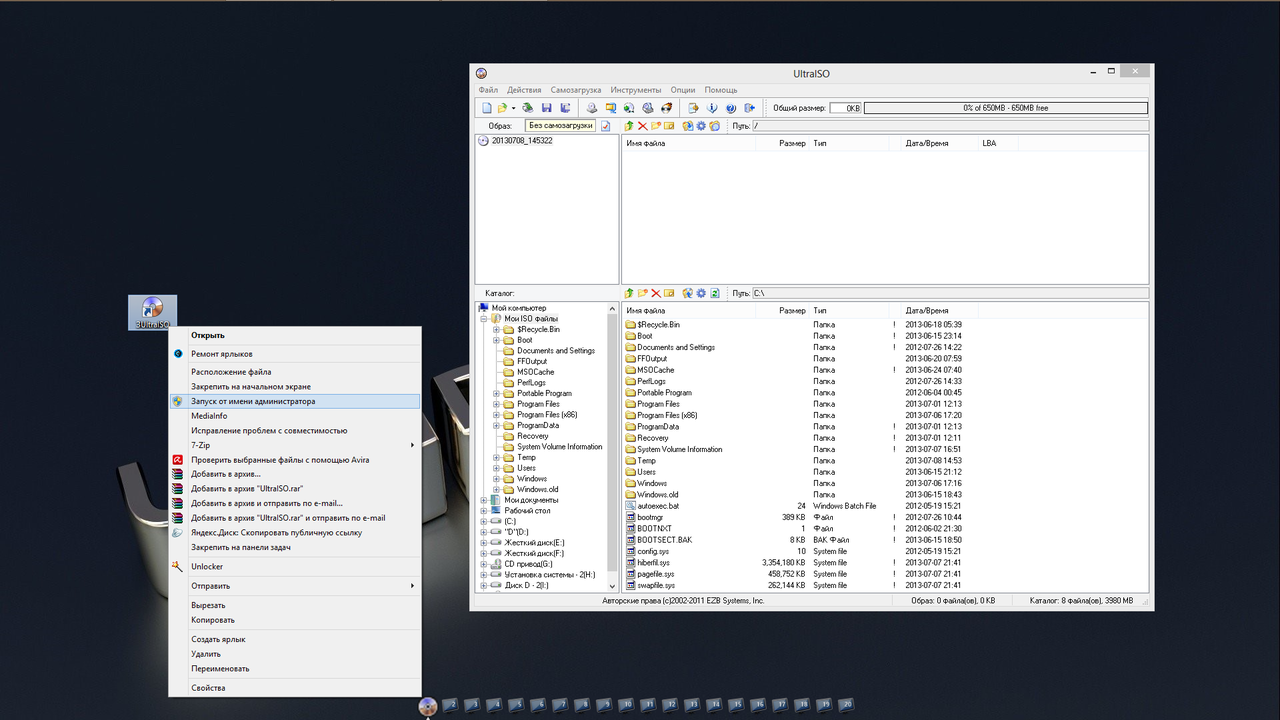 UltraISO
Файл Действия Самозагрузка Инструменты Опции Помощь
Общий размер: 0KB 0% of 650MB - 650MB free
Образ: Без самозагрузки Путь: /
20130708_145322
Имя файла Размер Тип Дата/Время LBA
Каталог: Путь: C:\
Мой компьютер
Мои ISO файлы
$Recycle.Bin
Boot
Documents and Settings
FFOutput
MSOCache
PerfLogs
Portable Program
Program Files
Program Files (x86)
ProgramData
Recovery
System Volume Information
Temp
Users
Windows
Windows.old
Мои документы
Рабочий стол
(C:)
"D"(D:)
Жесткий диск(E:)
Жесткий диск(F:)
CD привод(G:)
Установка системы - 2(H:)
Диск D - 2(I:)
Имя файла Размер Тип Дата/Время
$Recycle.Bin Папка ! 2013-06-18 05:39
Boot Папка ! 2013-06-15 23:14
Documents and Settings Папка ! 2012-07-26 14:22
FFOutput Папка 2013-06-20 07:59
MSOCache Папка ! 2013-06-24 07:40
PerfLogs Папка 2012-07-26 14:33
Portable Program Папка 2012-06-04 00:45
Program Files Папка ! 2013-07-01 12:13
Program Files (x86) Папка ! 2013-07-06 17:20
ProgramData Папка ! 2013-07-01 12:13
Recovery Папка ! 2013-07-01 12:11
System Volume Information Папка ! 2013-07-07 16:51
Temp Папка 2013-07-08 14:53
Users Папка ! 2013-06-15 21:12
Windows Папка 2013-07-06 17:16
Windows.old Папка 2013-06-15 18:43
autoexec.bat 24 Windows Batch File 2012-05-19 15:21
bootmgr 389 KB Файл ! 2012-07-26 10:44
BOOTNXT 1 Файл ! 2012-06-02 21:30
BOOTSECT.BAK 8 KB BAK Файл ! 2013-06-15 18:50
config.sys 10 System file 2012-05-19 15:21
hiberfil.sys 3,354,180 KB System file ! 2013-07-07 21:41
pagefile.sys 458,752 KB System file ! 2013-07-07 21:41
swapfile.sys 262,144 KB System file ! 2013-07-07 21:41
Авторские права (c)2002-2011 EZB Systems, Inc. Образ: 0 Файла(ов), 0 KB Каталог: 8 Файла(ов), 3980 MB
3UltraISO
Открыть
Ремонт ярлыков
Расположение файла
Закрепить на начальном экране
Запуск от имени администратора
MediaInfo
Исправление проблем с совместимостью
7-Zip
Проверить выбранные файлы с помощью Avira
Добавить в архив...
Добавить в архив "UltraISO.rar"
Добавить в архив и отправить по e-mail...
Добавить в архив "UltraISO.rar" и отправить по e-mail
Яндекс.Диск: Скопировать публичную ссылку
Закрепить на панели задач
Unlocker
Отправить
Вырезать
Копировать
Создать ярлык
Удалить
Переименовать
Свойства
2 3 4 5 6 7 8 9 10 11 12 13 14 15 16 17 18 19 20